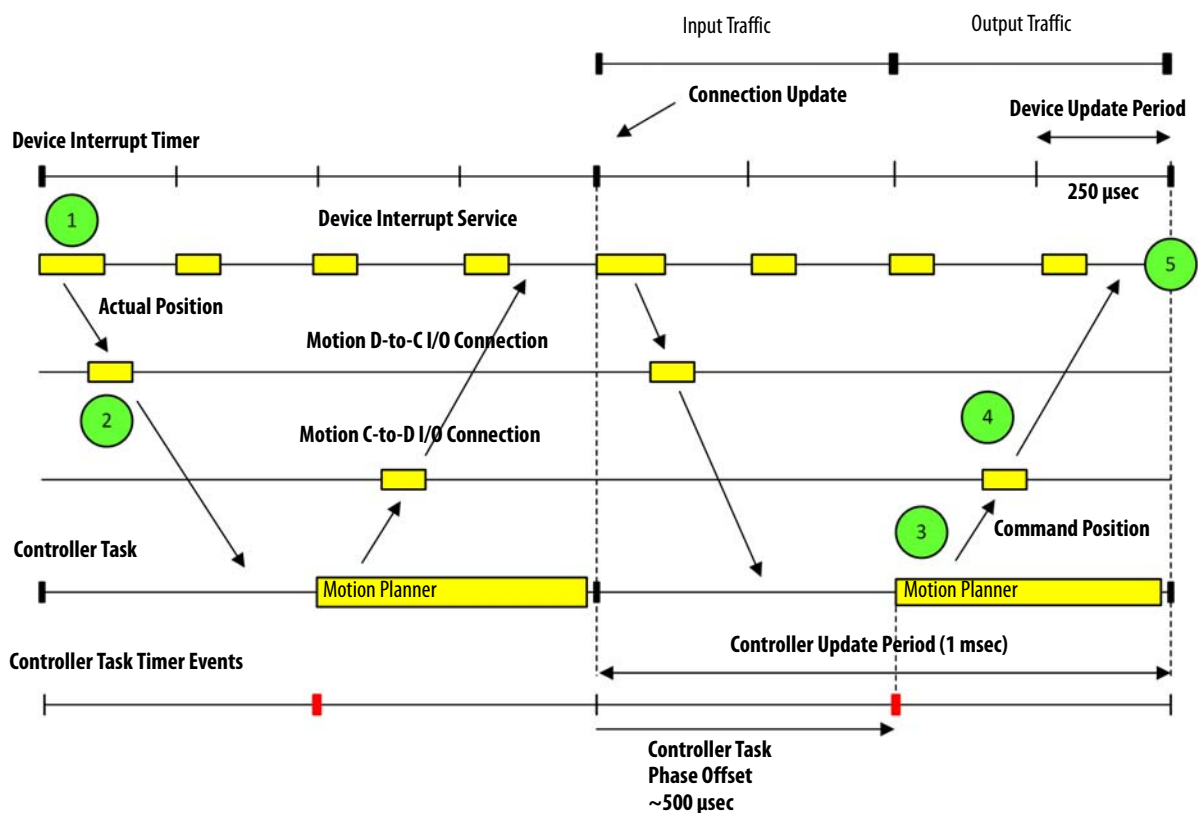 Input Traffic
Output Traffic
Connection Update
Device Update Period
Device Interrupt Timer
250 µsec
1
Device Interrupt Service
5
Actual Position
Motion D-to-C I/O Connection
2
4
Motion C-to-D I/O Connection
3
Command Position
Controller Task
Motion Planner
Motion Planner
Controller Update Period (1 msec)
Controller Task Timer Events
Controller Task
Phase Offset
~500 µsec